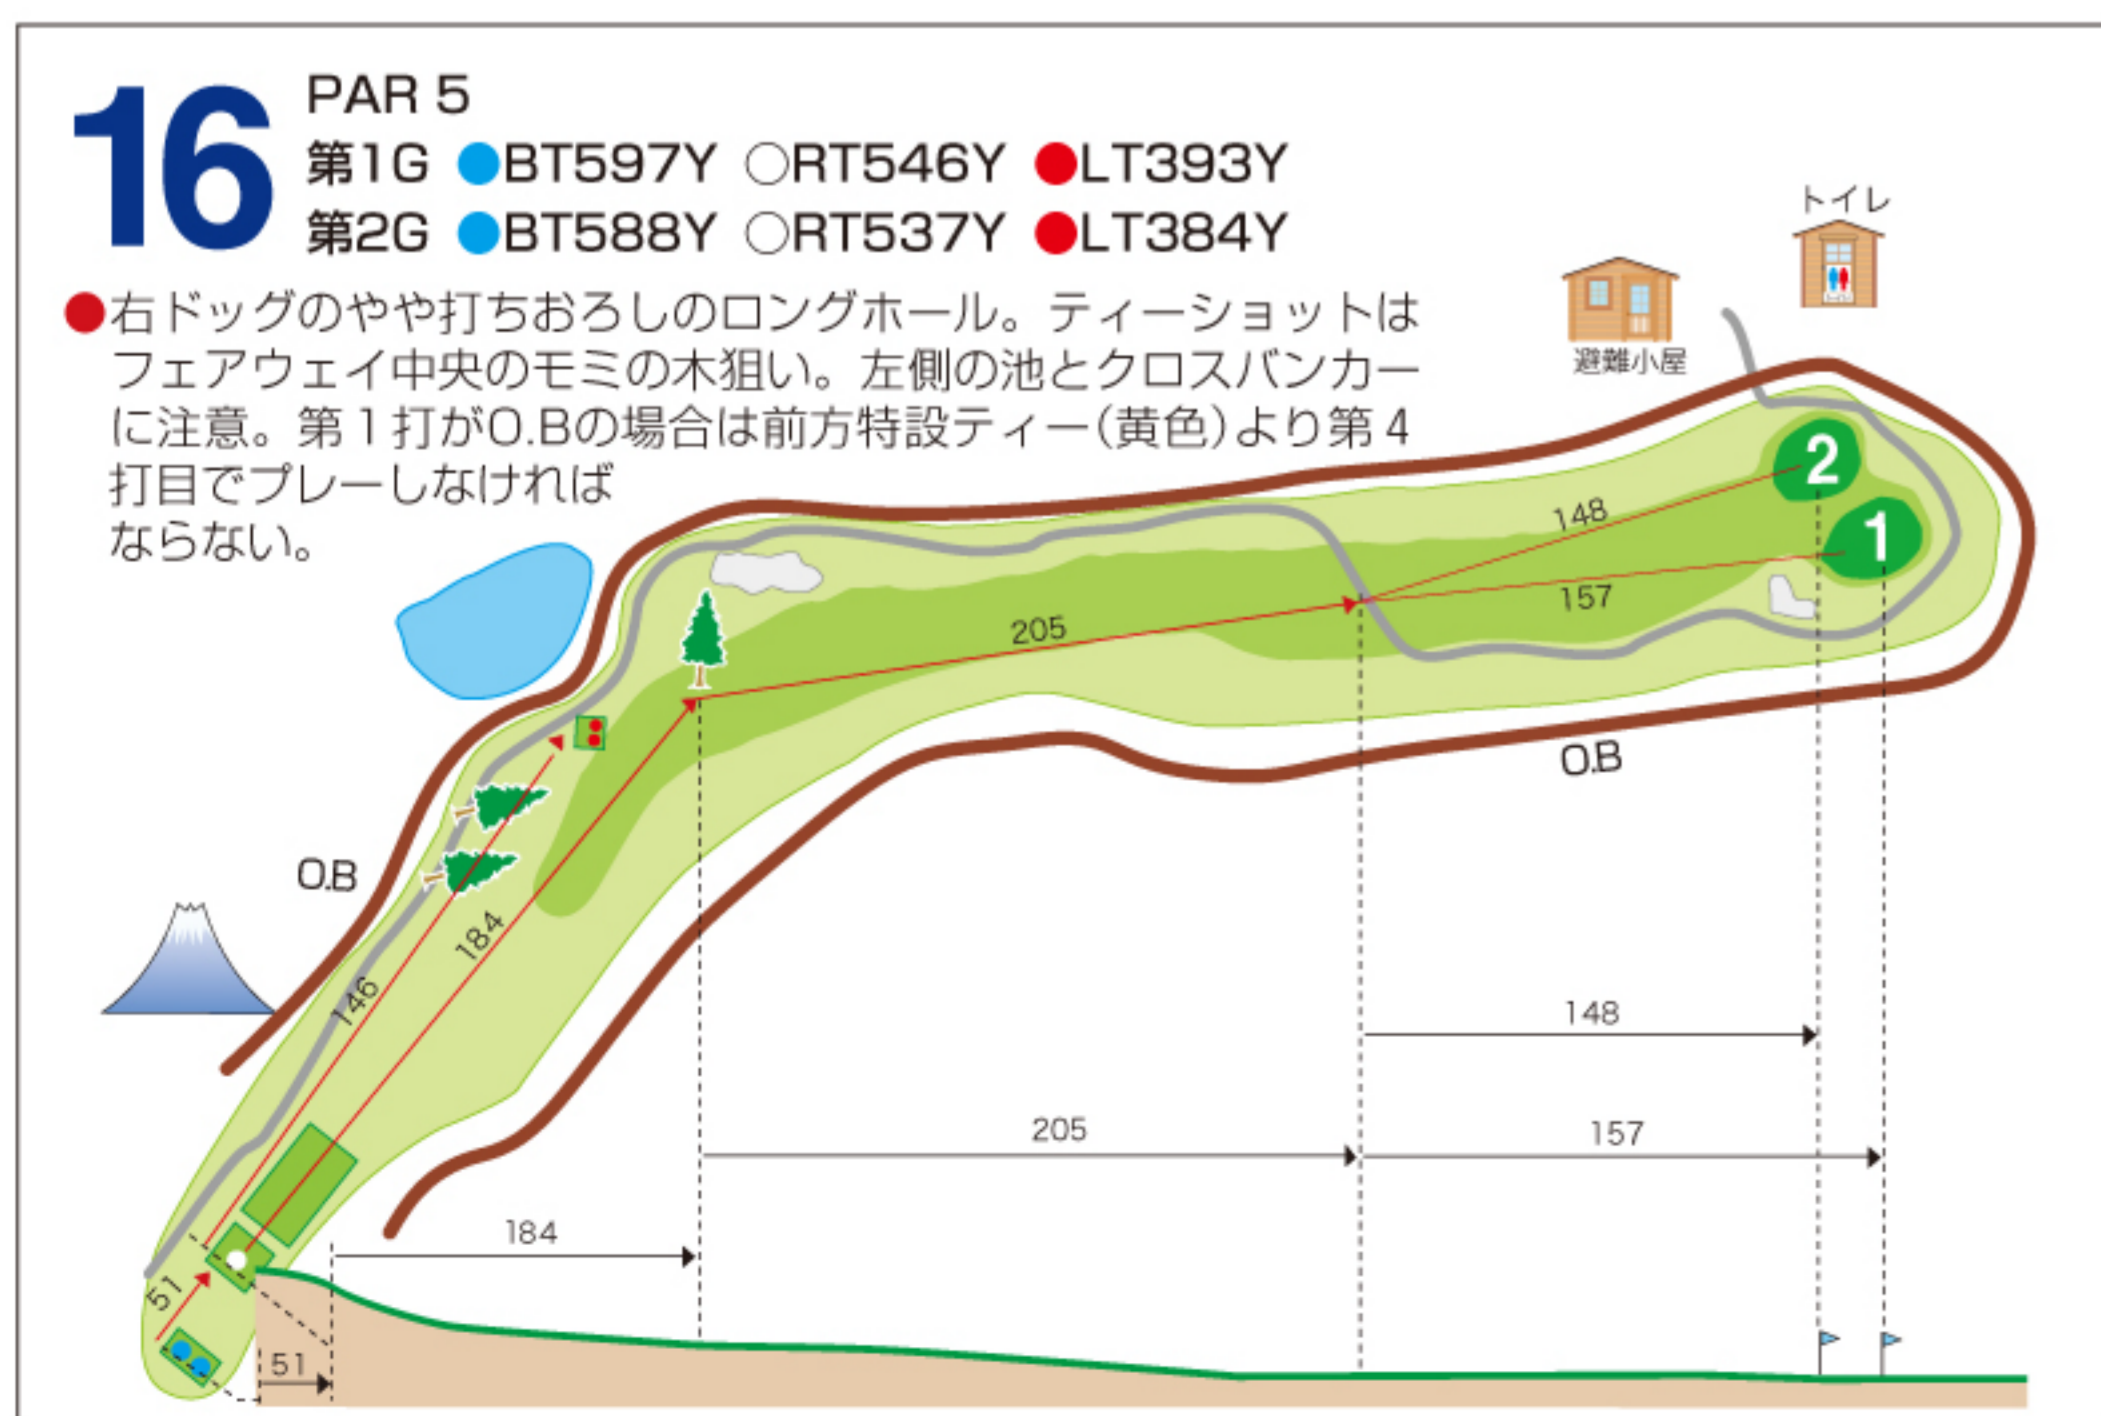 16
PAR 5
第1G ●BT597Y ○RT546Y ●LT393Y
第2G ●BT588Y ○RT537Y ●LT384Y
●右ドッグのやや打ちおろしのロングホール。ティーショットは
フェアウェイ中央のモミの木狙い。左側の池とクロスバンカー
に注意。第1打がO.Bの場合は前方特設ティー(黄色)より第4
打目でプレーしなければ
ならない。
トイレ
避難小屋
2
1
148
157
205
O.B
O.B
184
146
51
148
205
157
184
51